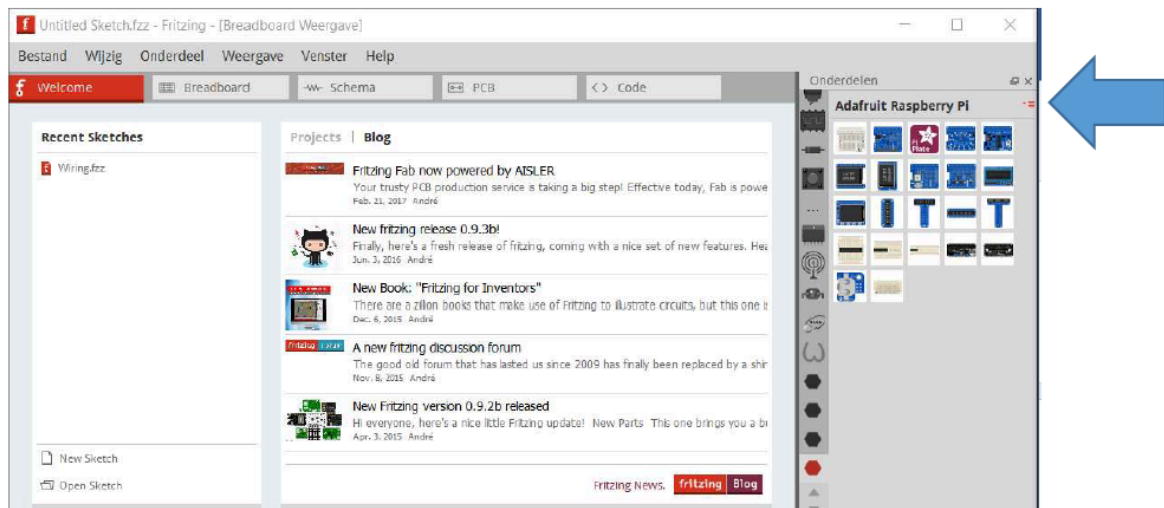 Untitled Sketch.fzz - Fritzing - [Breadboard Weergave]
Bestand Wijzig Onderdeel Weergave Venster Help
Welcome Breadboard Schema PCB Code
Onderdelen
Adafruit Raspberry Pi
Recent Sketches
Wiring.fzz
New Sketch
Open Sketch
Projects | Blog
Fritzing Fab now powered by AISLER
Your trusty PCB production service is taking a big step! Effective today, Fab is powe
Feb. 21, 2017 André
New fritzing release 0.9.3b!
Finally, here's a fresh release of fritzing, coming with a nice set of new features. Hea
Jun. 3, 2016 André
New Book: "Fritzing for Inventors"
There are a zillon books that make use of Fritzing to illustrate circuits, but this one is
Dec. 6, 2015 André
A new fritzing discussion forum
The good old forum that has lasted us since 2009 has finally been replaced by a shir
Nov. 8, 2015 André
New Fritzing version 0.9.2b released
Hi everyone, here's a nice little Fritzing update! New Parts This one brings you a bu
Apr. 3, 2015 André
Fritzing News. fritzing Blog